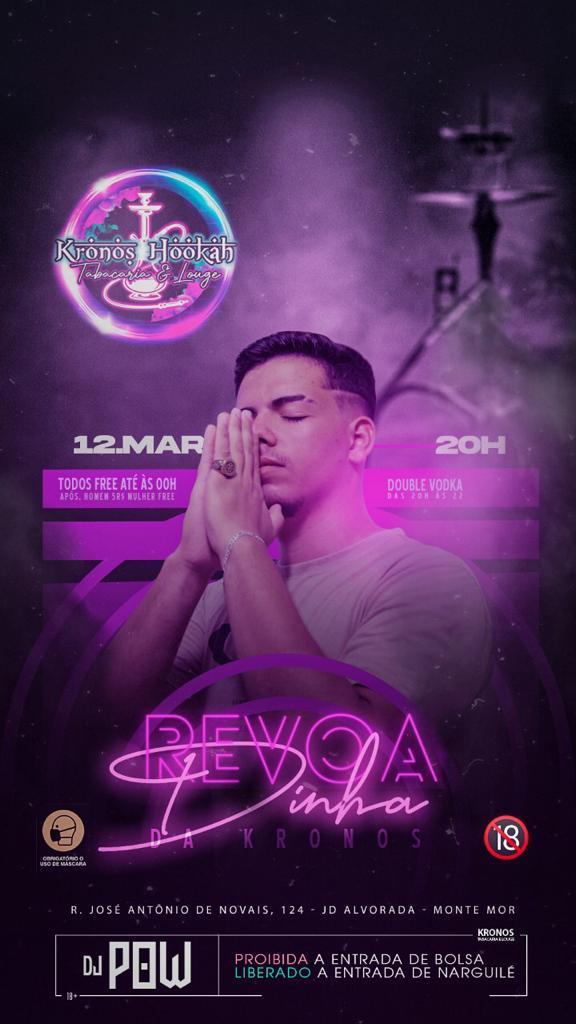 Kronos Hookah
Tabacaria & Louge
12.MAR
20H
TODOS FREE ATÉ ÀS 00H
APÓS, HOMEM 5R$ MULHER FREE
DOUBLE VODKA
DAS 20H ÀS 22
REVOA
Dinha
DA KRONOS
OBRIGATÓRIO O
USO DE MÁSCARA
18
R. JOSÉ ANTÔNIO DE NOVAIS, 124 - JD ALVORADA - MONTE MOR
KRONOS
TABACARIA E LOUGE
DJ POW
PROIBIDA A ENTRADA DE BOLSA
LIBERADO A ENTRADA DE NARGUILÉ
18+